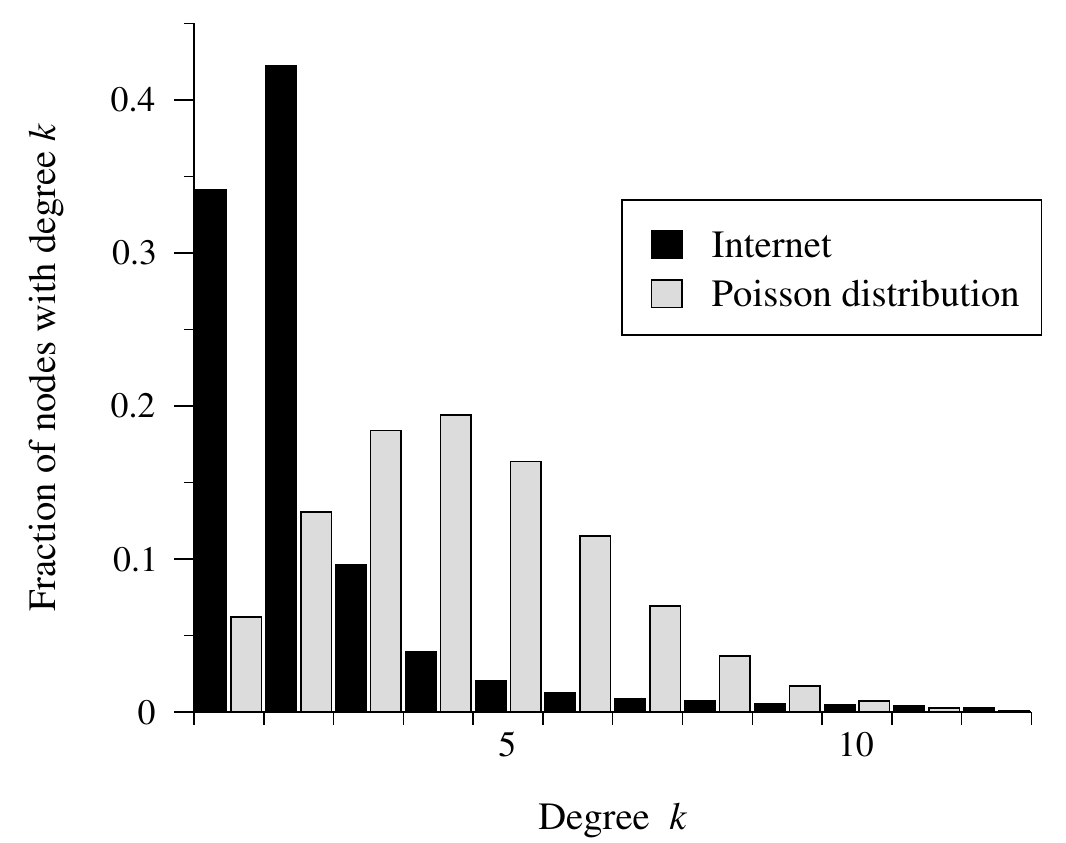 Fraction of nodes with degree k
0.4
0.3
0.2
0.1
0
Internet
Poisson distribution
5
10
Degree k